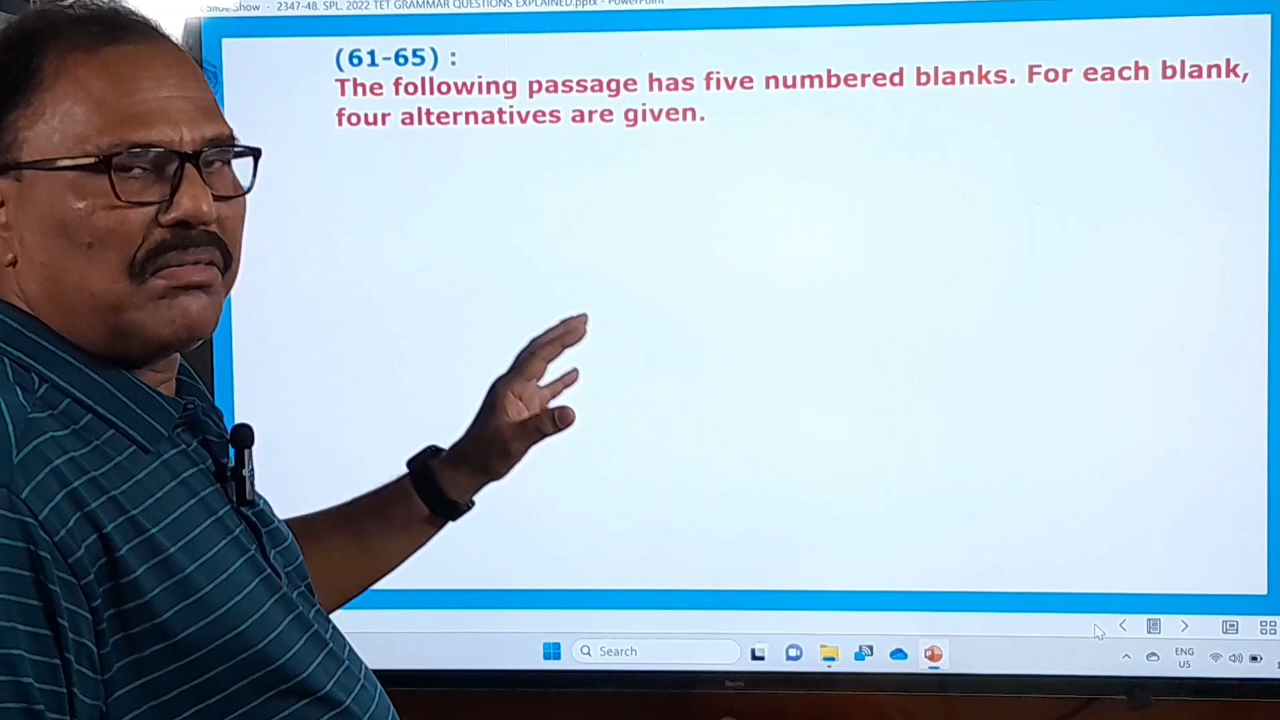 Slide Show - 2347-48. SPL. 2022 TET GRAMMAR QUESTIONS EXPLAINED.pptx - PowerPoint
(61-65) :
The following passage has five numbered blanks. For each blank,
four alternatives are given.
Search
ENG
US